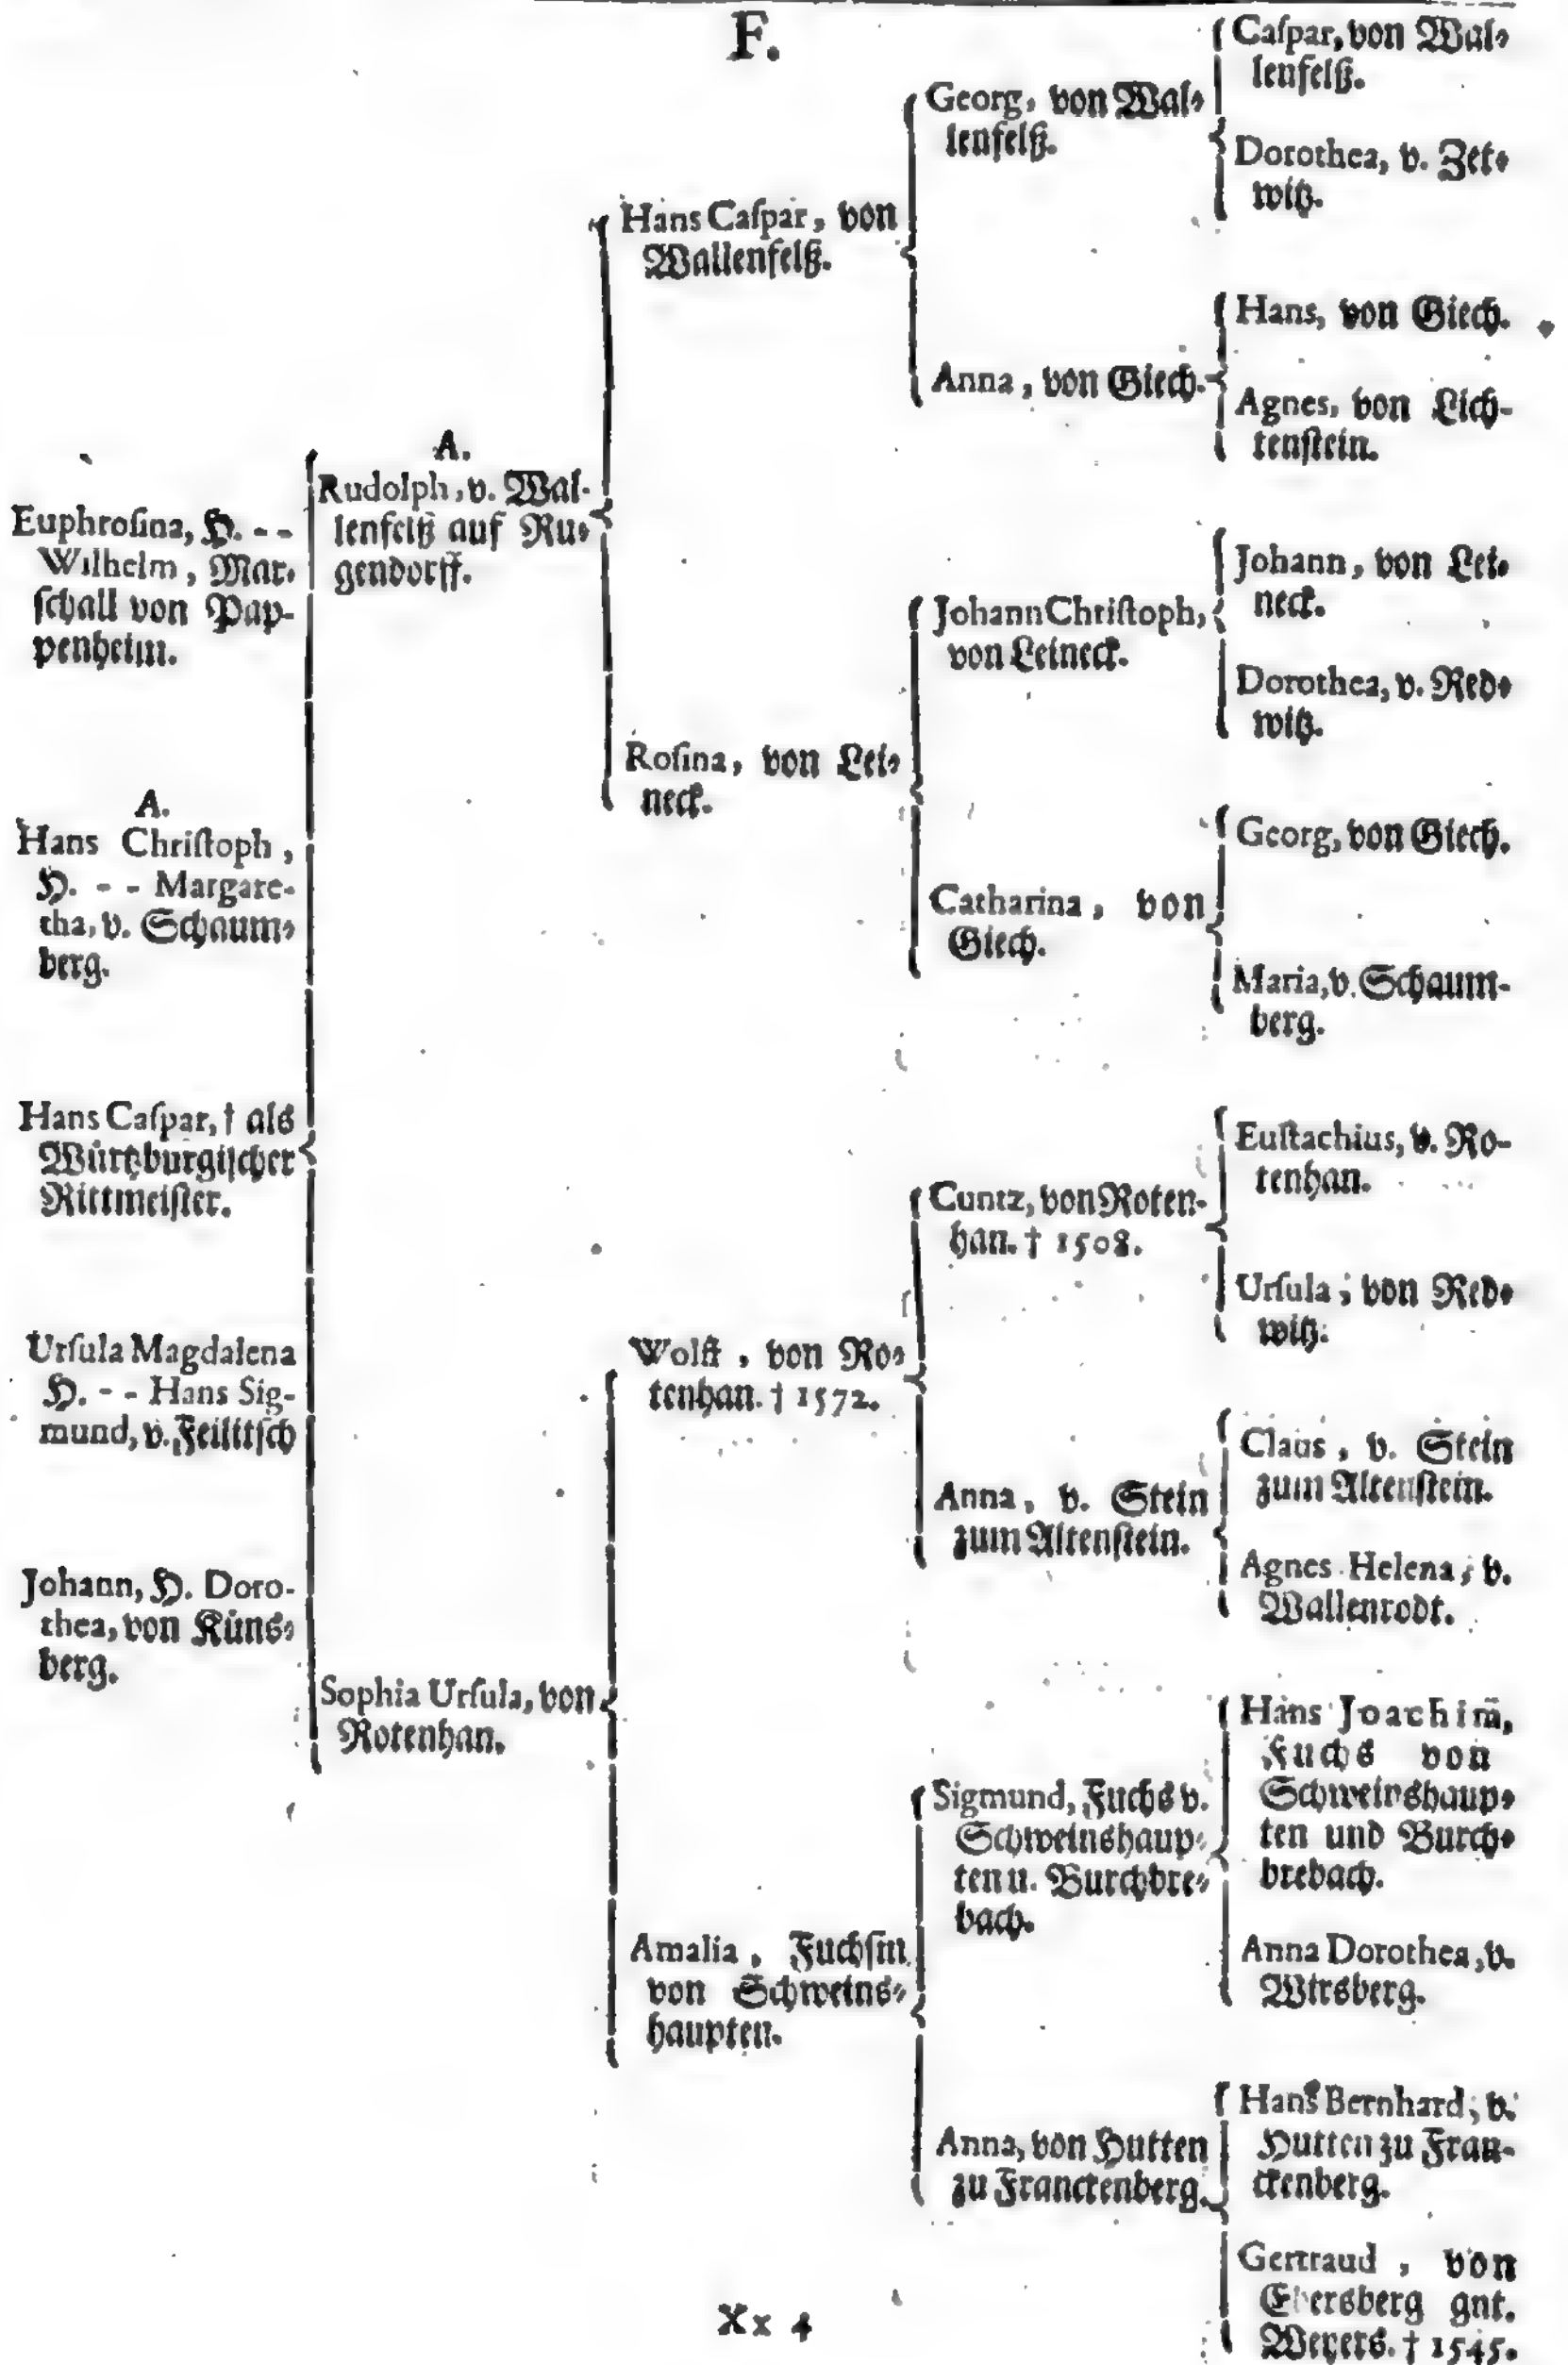 F.
Euphroſina, H. - -
Wilhelm, Mar-
ſchall von Pap-
penheim.
A.
Hans Chriſtoph,
H. - - Margare-
tha, v. Schaum-
berg.
Hans Caſpar, † als
Würtzburgiſcher
Rittmeiſter.
Urſula Magdalena
H. - - Hans Sig-
mund, v. Feilitſch
Johann, H. Doro-
thea, von Küns-
berg.
A.
Rudolph, v. Wal-
lenfelß auf Ru-
gendorff.
Sophia Urſula, von
Rotenhan.
Hans Caſpar, von
Wallenfelß.
Roſina, von Lei-
neck.
Wolff, von Ro-
tenhan. † 1572.
Amalia, Fuchſin
von Schweins-
haupten.
Georg, von Wal-
lenfelß.
Anna, von Giech.
Johann Chriſtoph,
von Leineck.
Catharina, von
Giech.
Cuntz, von Roten-
han. † 1508.
Anna, v. Stein
zum Altenſtein.
Sigmund, Fuchs v.
Schweinshaup-
ten u. Burchbre-
bach.
Anna, von Hutten
zu Franckenberg.
Caſpar, von Wal-
lenfelß.
Dorothea, v. Zet-
witz.
Hans, von Giech.
Agnes, von Lich-
tenſtein.
Johann, von Lei-
neck.
Dorothea, v. Red-
witz.
Georg, von Giech.
Maria, v. Schaum-
berg.
Euſtachius, v. Ro-
tenhan.
Urſula, von Red-
witz.
Claus, v. Stein
zum Altenſtein.
Agnes Helena, v.
Wallenrodt.
Hans Joachim̃,
Fuchs von
Schweinshaup-
ten und Burch-
brebach.
Anna Dorothea, v.
Wirsberg.
Hans Bernhard, v.
Hutten zu Fran-
ckenberg.
Gertraud, von
Ebersberg gnt.
Weyers. † 1545.
Xx 4